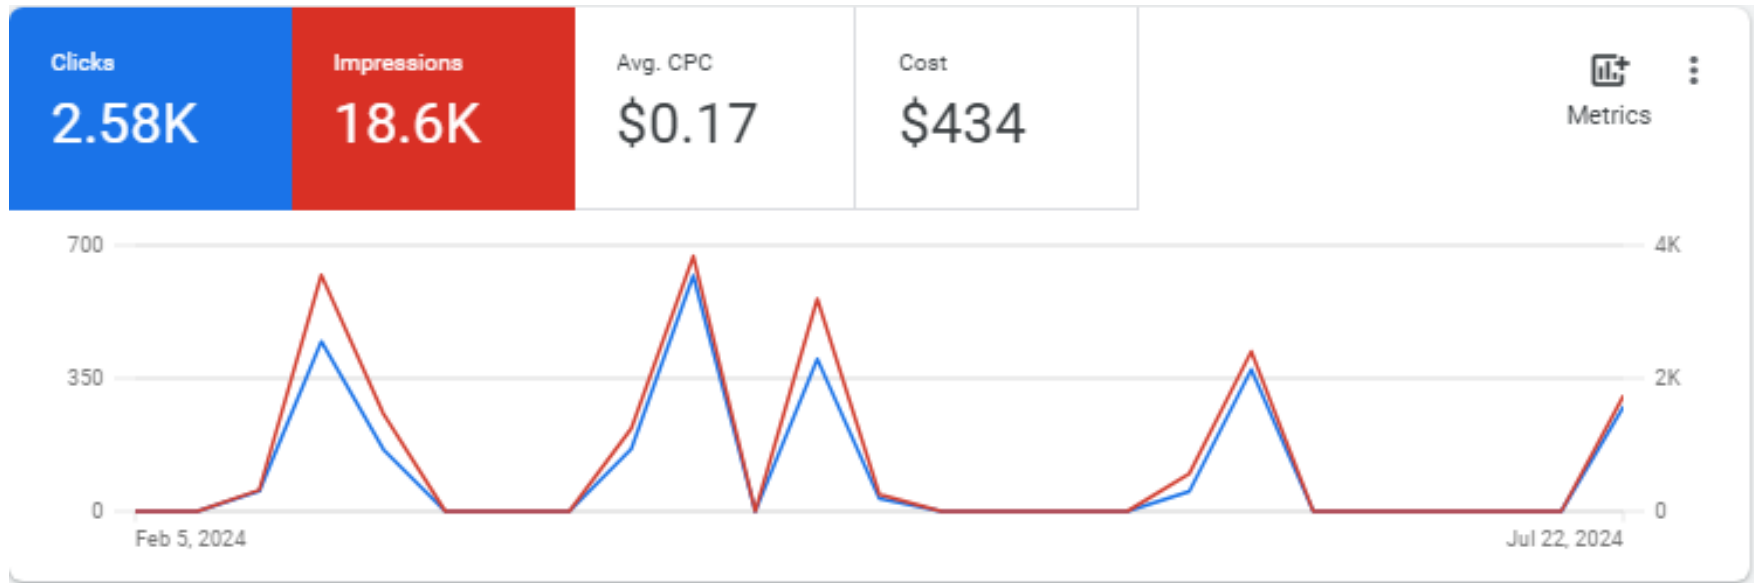 Clicks
2.58K
Impressions
18.6K
Avg. CPC
$0.17
Cost
$434
Metrics
700
350
0
4K
2K
0
Feb 5, 2024
Jul 22, 2024